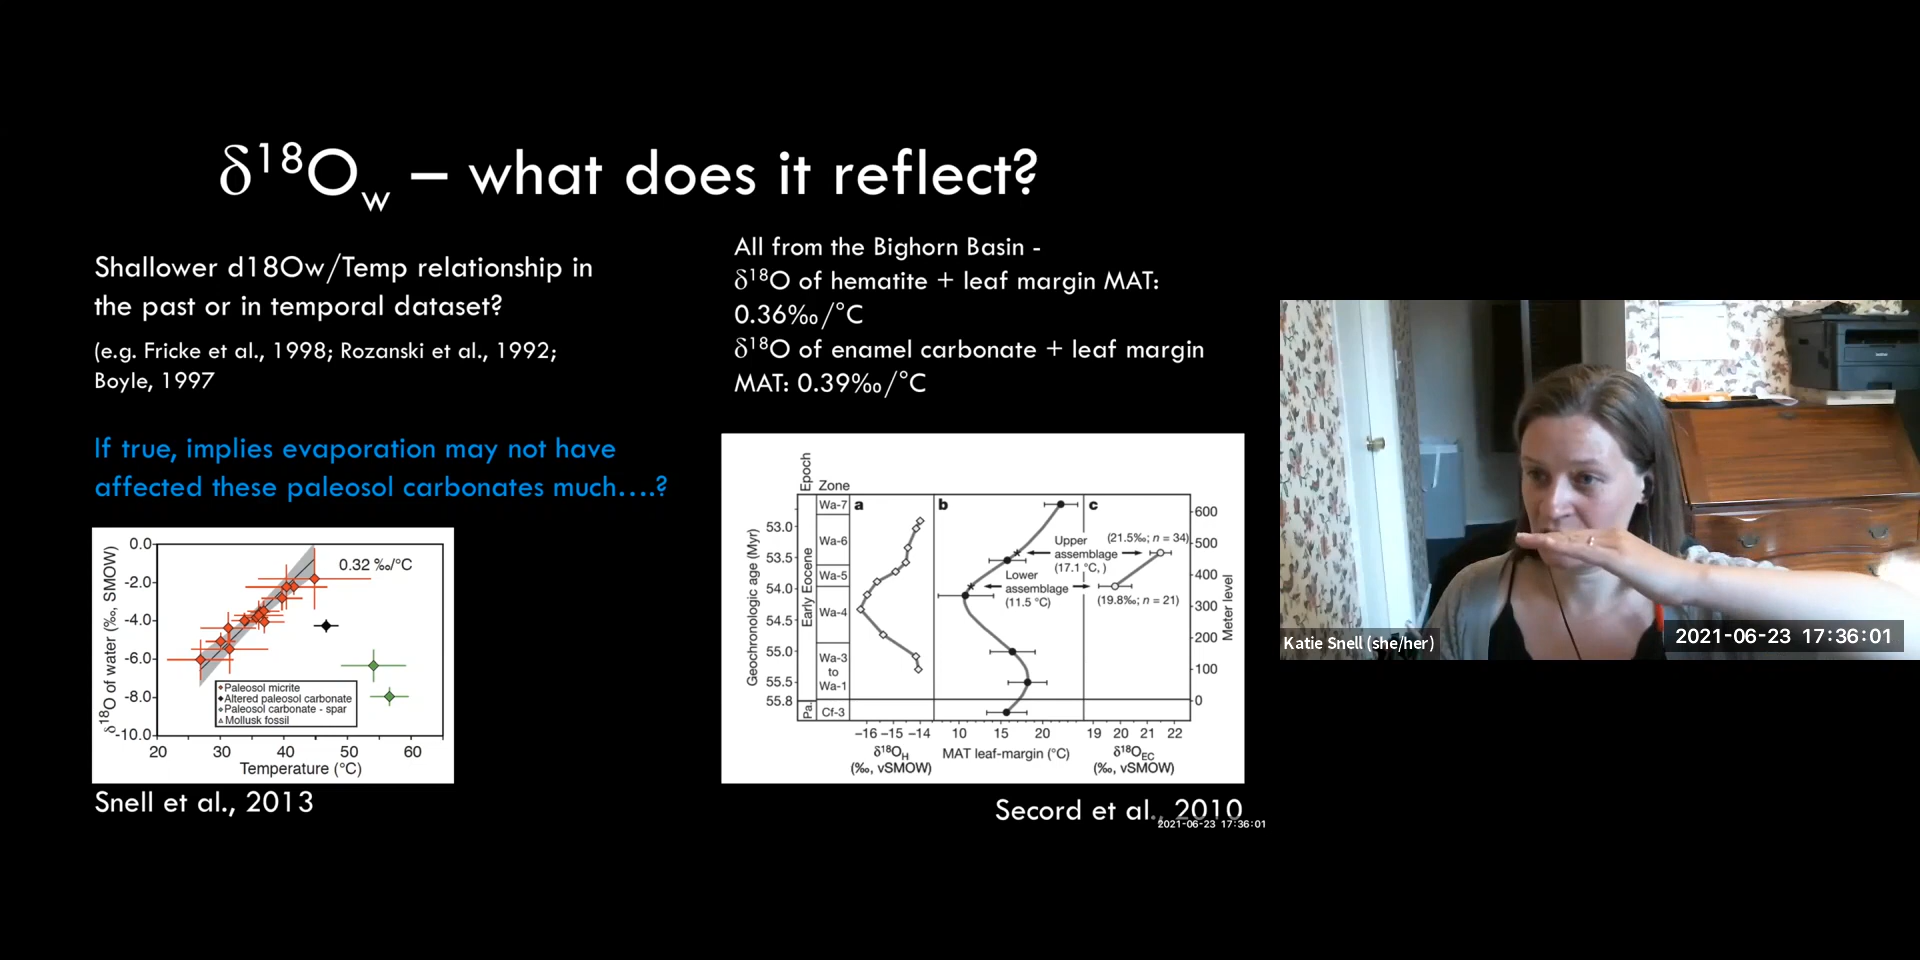 δ¹⁸Ow – what does it reflect?
Shallower d18Ow/Temp relationship in
the past or in temporal dataset?
(e.g. Fricke et al., 1998; Rozanski et al., 1992;
Boyle, 1997
If true, implies evaporation may not have
affected these paleosol carbonates much….?
δ¹⁸O of water (‰, SMOW)
0.0
-2.0
-4.0
-6.0
-8.0
-10.0
0.32 ‰/°C
Paleosol micrite
Altered paleosol carbonate
Paleosol carbonate - spar
Mollusk fossil
20 30 40 50 60
Temperature (°C)
Snell et al., 2013
All from the Bighorn Basin -
δ¹⁸O of hematite + leaf margin MAT:
0.36‰/°C
δ¹⁸O of enamel carbonate + leaf margin
MAT: 0.39‰/°C
Epoch
Zone
Geochronologic age (Myr)
53.0
53.5
54.0
54.5
55.0
55.5
55.8
Early Eocene
Pa.
Wa-7
Wa-6
Wa-5
Wa-4
Wa-3
to
Wa-1
Cf-3
a b c
Upper
assemblage
(17.1 °C, )
(21.5‰; n = 34)
Lower
assemblage
(11.5 °C)
(19.8‰; n = 21)
600
500
400
300
200
100
0
Meter level
−16 −15 −14
δ¹⁸OH
(‰, vSMOW)
10 15 20
MAT leaf-margin (°C)
19 20 21 22
δ¹⁸OEC
(‰, vSMOW)
Secord et al., 2010
2021-06-23 17:36:01
brother
Katie Snell (she/her)
2021-06-23 17:36:01